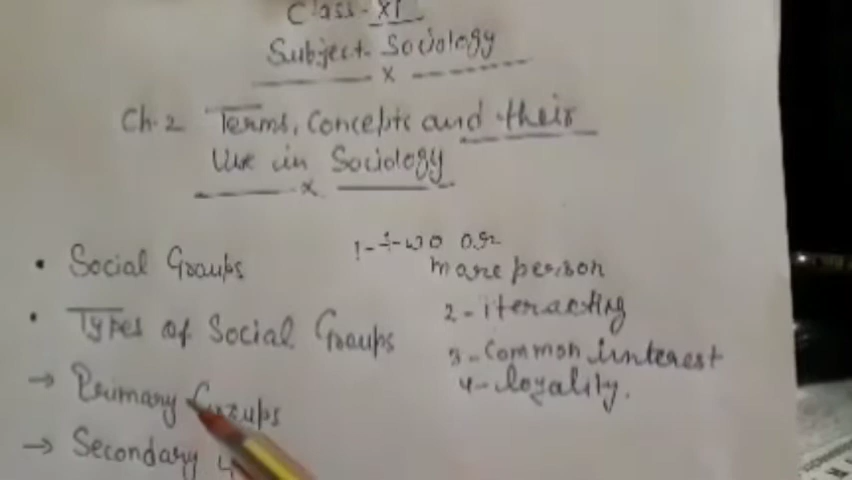 Class-XI
Subject- Sociology
x
Ch-2 Terms, Concepts and their
Use in Sociology
x
• Social Groups
1-two or
more person
• Types of Social Groups
2-iteracting
3-Common iinterest
→ Primary Groups
4-loyality.
→ Secondary